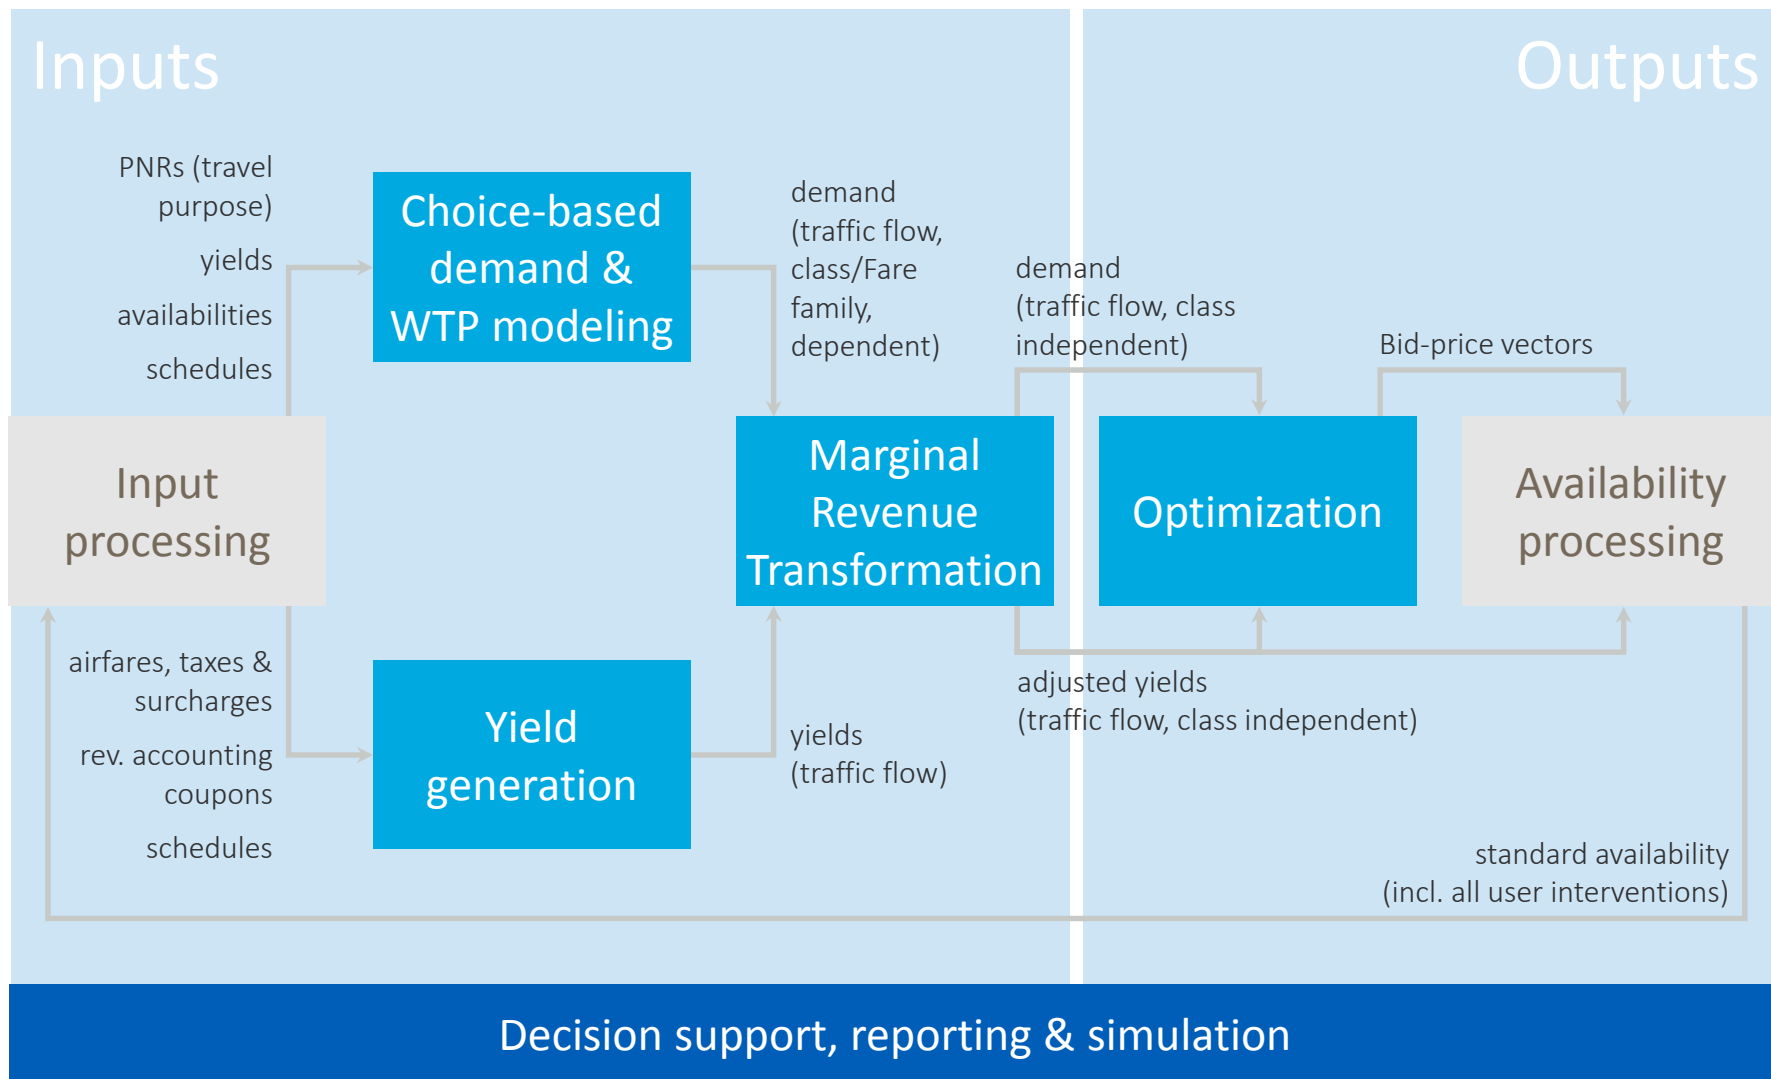 Inputs
Outputs
PNRs (travel
purpose)
yields
availabilities
schedules
Choice-based
demand &
WTP modeling
demand
(traffic flow,
class/Fare
family,
dependent)
demand
(traffic flow, class
independent)
Bid-price vectors
Input
processing
Marginal
Revenue
Transformation
Optimization
Availability
processing
airfares, taxes &
surcharges
rev. accounting
coupons
schedules
Yield
generation
yields
(traffic flow)
adjusted yields
(traffic flow, class independent)
standard availability
(incl. all user interventions)
Decision support, reporting & simulation